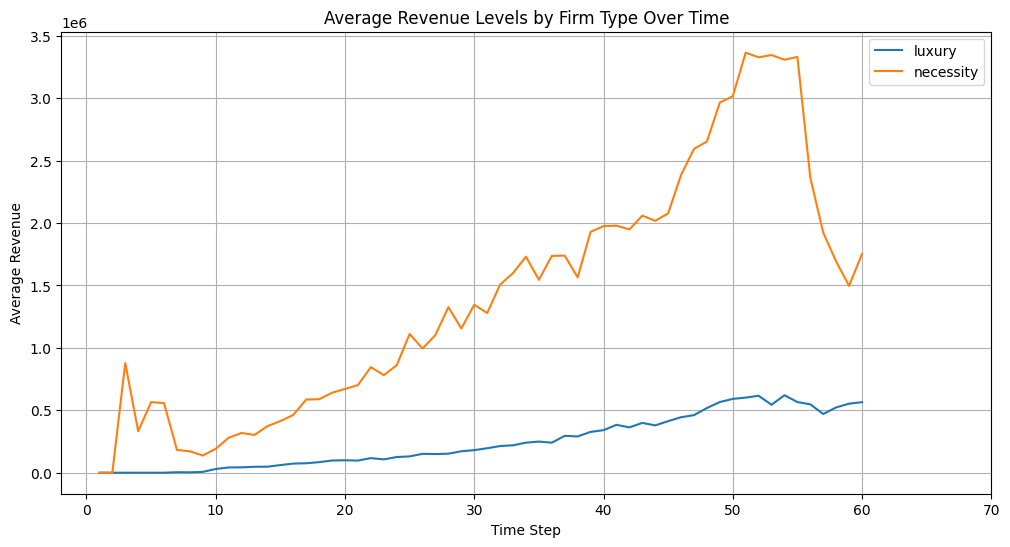 Average Revenue Levels by Firm Type Over Time
1e6
3.5
3.0
2.5
2.0
1.5
1.0
0.5
0.0
Average Revenue
luxury
necessity
0 10 20 30 40 50 60 70
Time Step